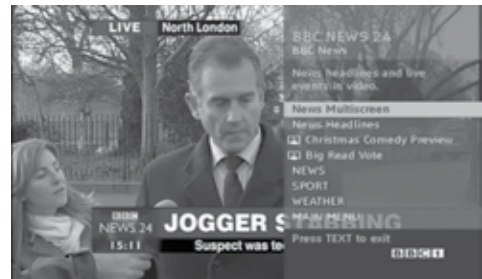 LIVE North London
BBC NEWS 24
BBC News
News headlines and live
events in video.
News Multiscreen
News Headlines
Christmas Comedy Preview
Big Read Vote
NEWS
SPORT
WEATHER
MAIN MENU
Press TEXT to exit
BBC 1
BBC
NEWS 24
15:11
JOGGER STABBING
Suspect was